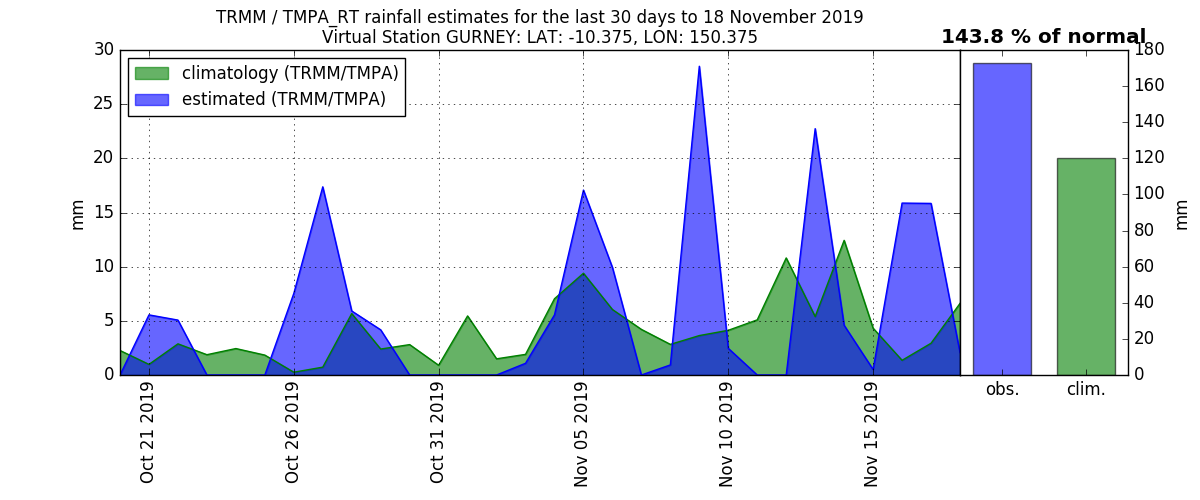 TRMM / TMPA_RT rainfall estimates for the last 30 days to 18 November 2019
Virtual Station GURNEY: LAT: -10.375, LON: 150.375
143.8 % of normal
climatology (TRMM/TMPA)
estimated (TRMM/TMPA)
30
25
20
15
10
5
0
mm
180
160
140
120
100
80
60
40
20
0
mm
Oct 21 2019
Oct 26 2019
Oct 31 2019
Nov 05 2019
Nov 10 2019
Nov 15 2019
obs.
clim.